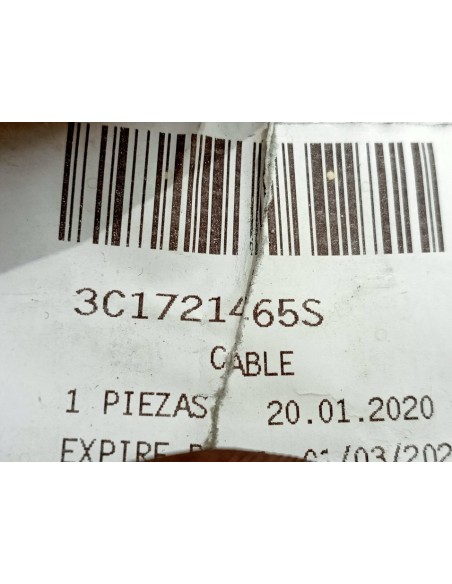 3C1721465S
CABLE
1 PIEZAS 20.01.2020
EXPIRE